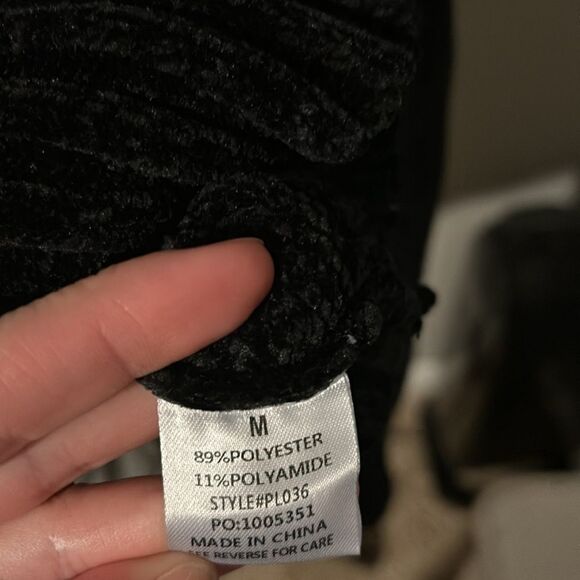 M
89%POLYESTER
11%POLYAMIDE
STYLE#PL036
PO:1005351
MADE IN CHINA
SEE REVERSE FOR CARE